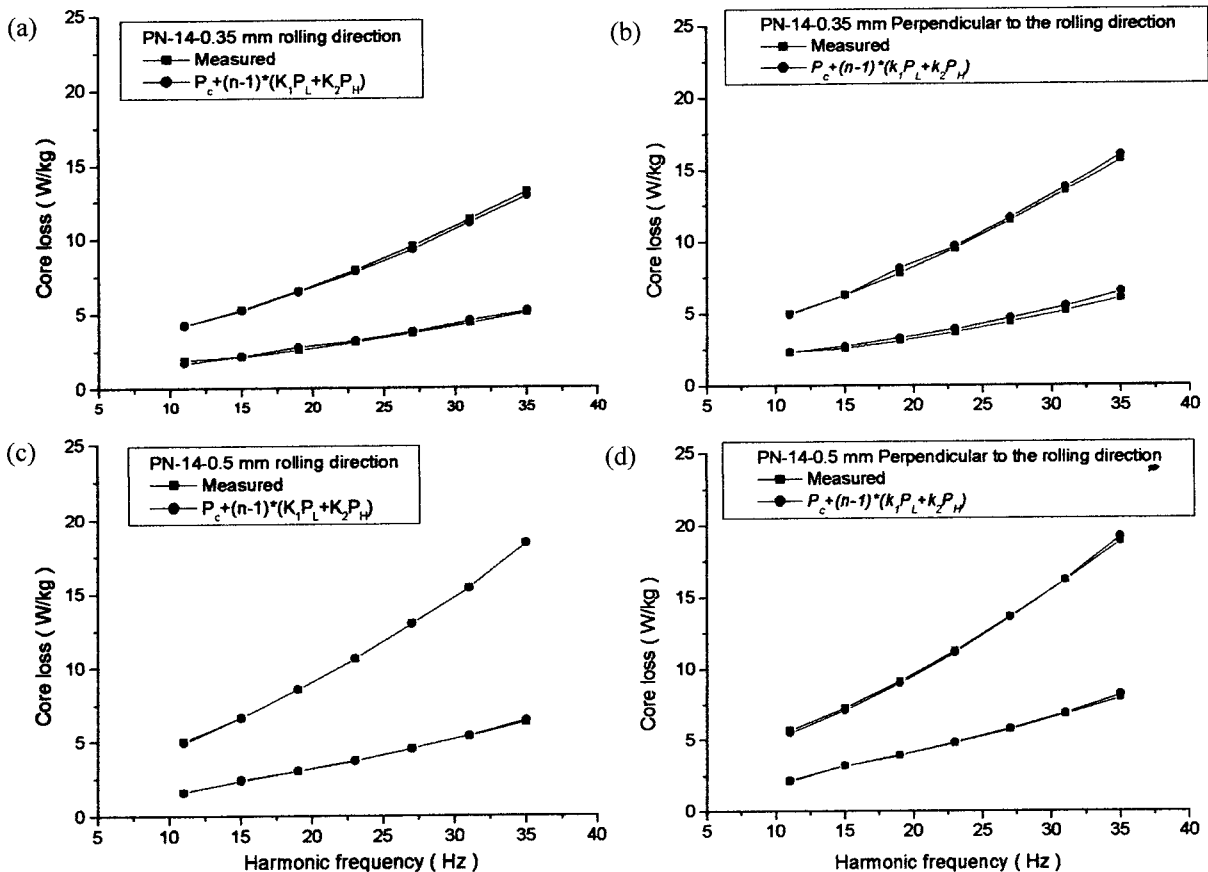 (a)
PN-14-0.35 mm rolling direction
Measured
P_c+(n-1)*(K_1P_L+K_2P_H)
25
20
15
10
5
0
Core loss ( W/kg )
5 10 15 20 25 30 35 40
(b)
PN-14-0.35 mm Perpendicular to the rolling direction
Measured
P_c+(n-1)*(k_1P_L+k_2P_H)
25
20
15
10
5
0
Core loss ( W/kg )
5 10 15 20 25 30 35 40
(c)
PN-14-0.5 mm rolling direction
Measured
P_c+(n-1)*(K_1P_L+K_2P_H)
25
20
15
10
5
0
Core loss ( W/kg )
5 10 15 20 25 30 35 40
Harmonic frequency ( Hz )
(d)
PN-14-0.5 mm Perpendicular to the rolling direction
Measured
P_c+(n-1)*(k_1P_L+k_2P_H)
25
20
15
10
5
0
Core loss ( W/kg )
5 10 15 20 25 30 35 40
Harmonic frequency ( Hz )